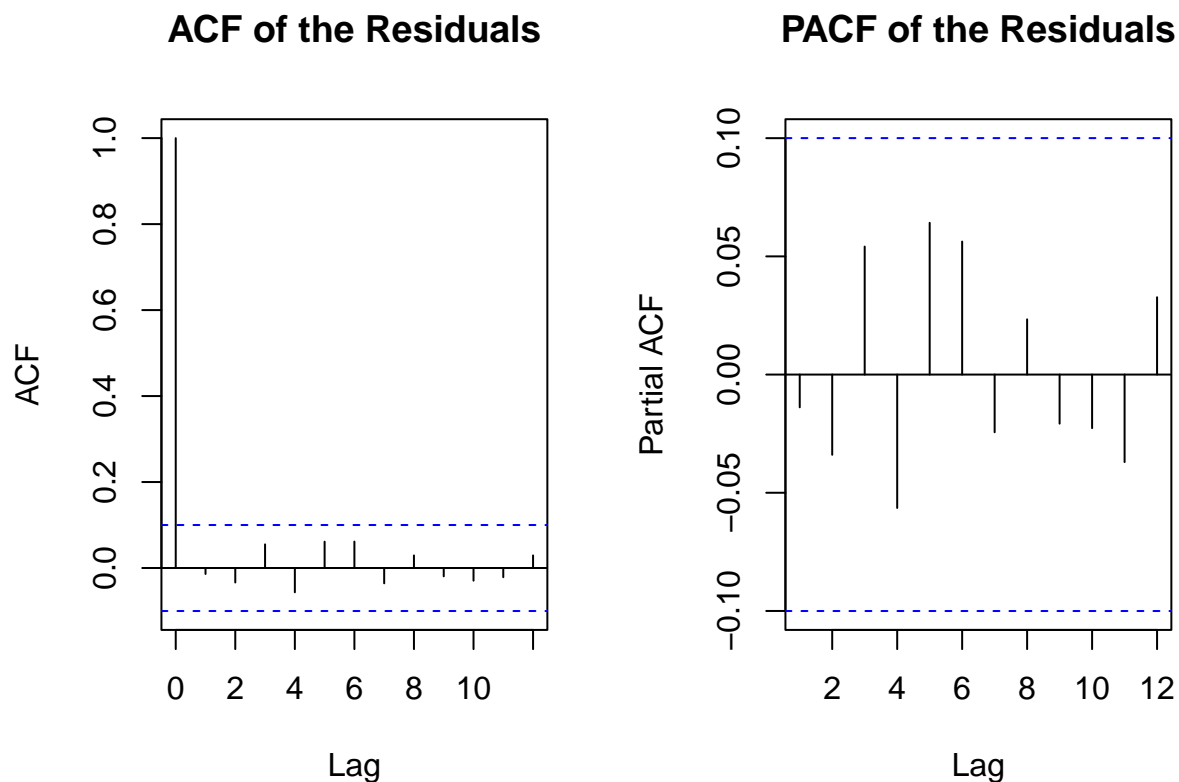 ACF of the Residuals
ACF
1.0
0.8
0.6
0.4
0.2
0.0
0 2 4 6 8 10
Lag
PACF of the Residuals
Partial ACF
0.10
0.05
0.00
−0.05
−0.10
2 4 6 8 10 12
Lag